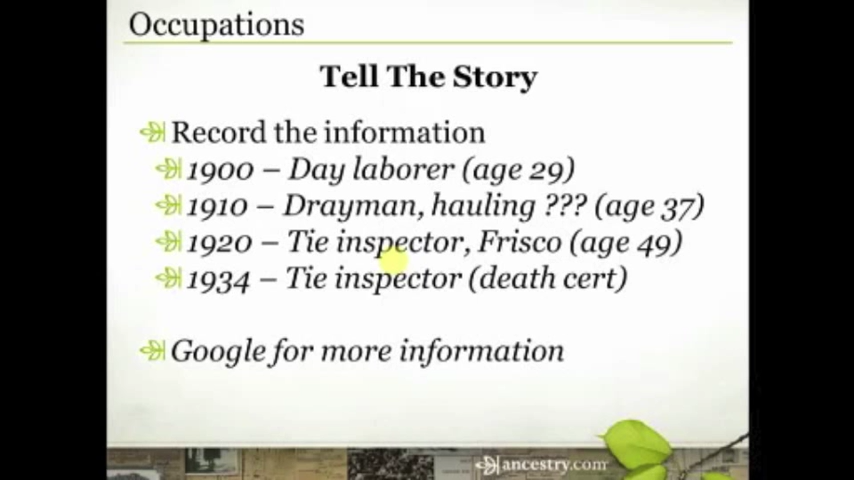 Occupations
Tell The Story
Record the information
1900 – Day laborer (age 29)
1910 – Drayman, hauling ??? (age 37)
1920 – Tie inspector, Frisco (age 49)
1934 – Tie inspector (death cert)
Google for more information
ancestry.com